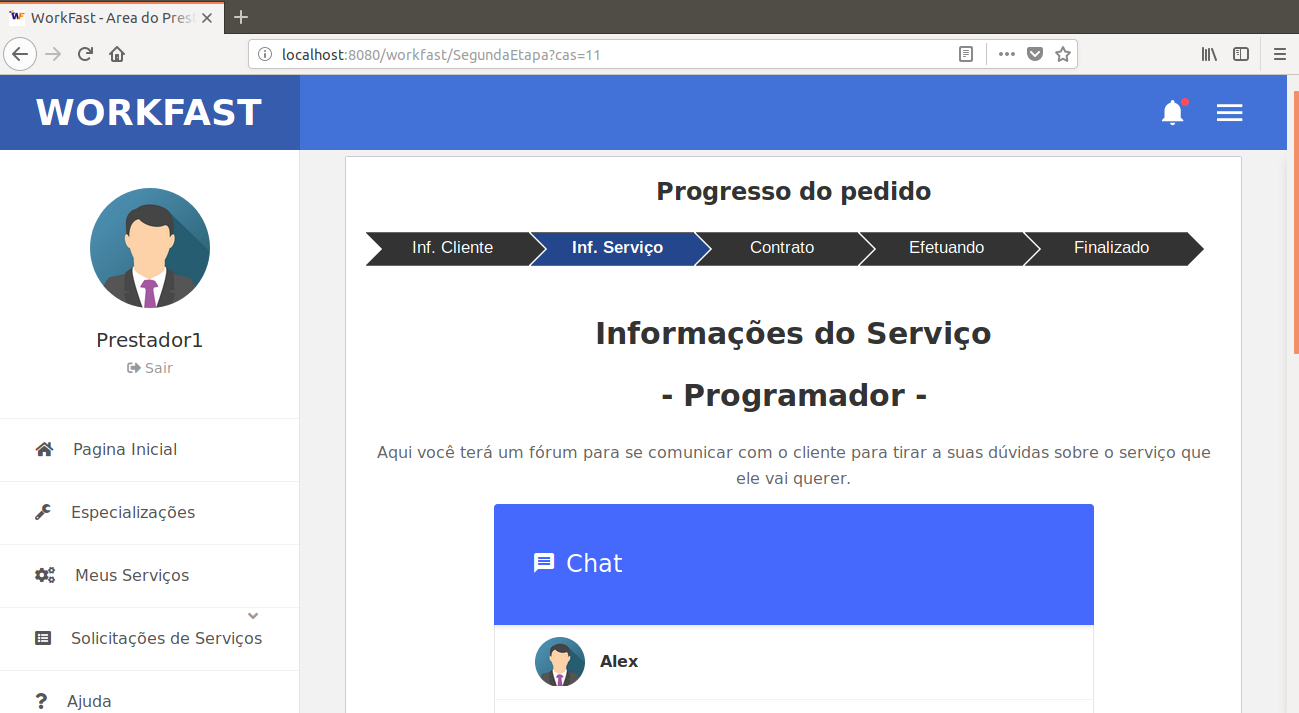 WF WorkFast - Area do Pres
localhost:8080/workfast/SegundaEtapa?cas=11
WORKFAST
Prestador1
Sair
Pagina Inicial
Especializações
Meus Serviços
Solicitações de Serviços
Ajuda
Progresso do pedido
Inf. Cliente
Inf. Serviço
Contrato
Efetuando
Finalizado
Informações do Serviço
- Programador -
Aqui você terá um fórum para se comunicar com o cliente para tirar a suas dúvidas sobre o serviço que
ele vai querer.
Chat
Alex